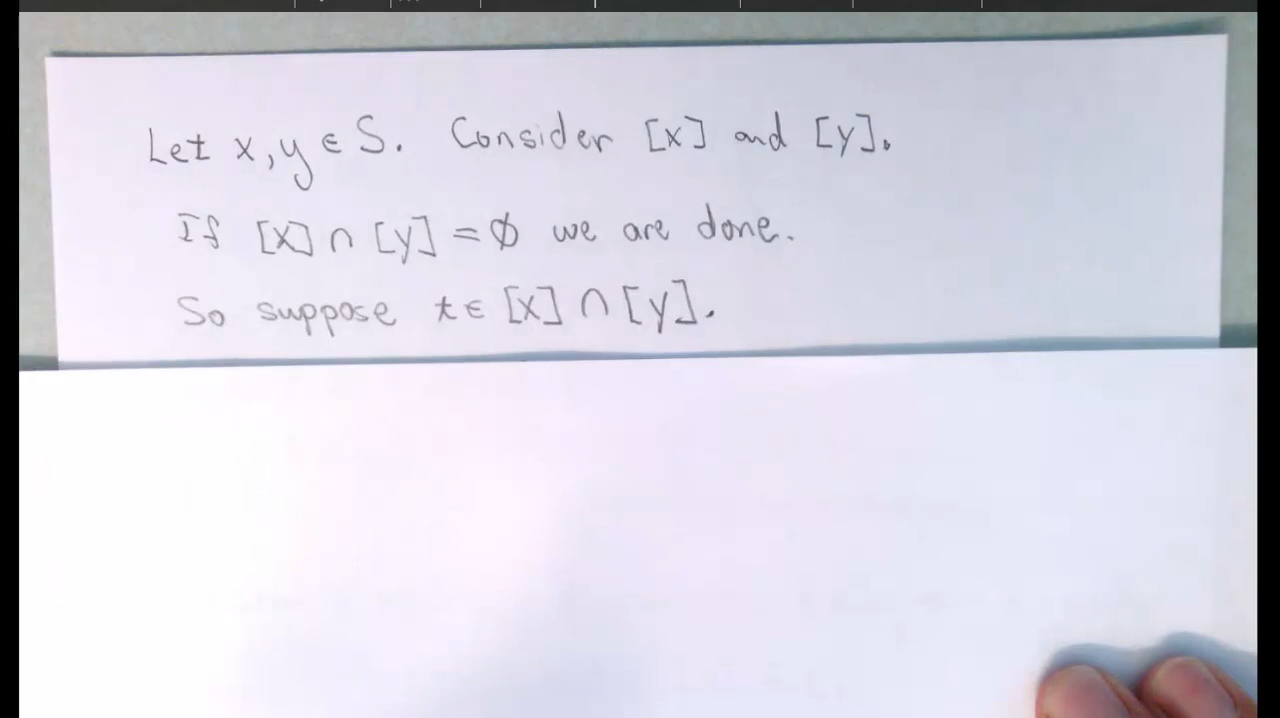 Let x, y ∈ S. Consider [x] and [y].
If [x] ∩ [y] = ∅ we are done.
So suppose t ∈ [x] ∩ [y].